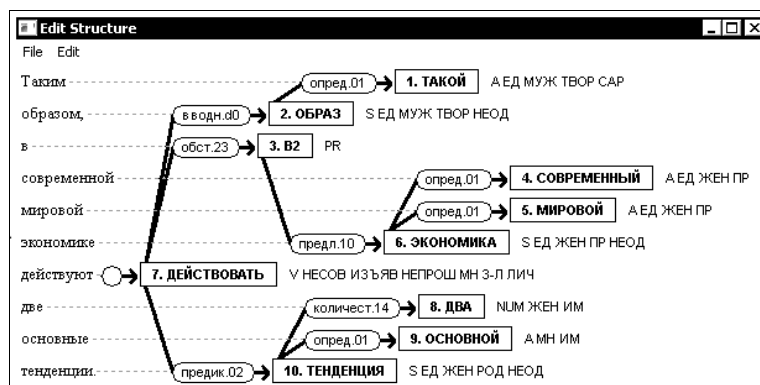 Edit Structure
File Edit
Таким опред.01 1. ТАКОЙ A ЕД МУЖ ТВОР САР
образом, вводн.d0 2. ОБРАЗ S ЕД МУЖ ТВОР НЕОД
в обст.23 3. В2 PR
современной опред.01 4. СОВРЕМЕННЫЙ A ЕД ЖЕН ПР
мировой опред.01 5. МИРОВОЙ A ЕД ЖЕН ПР
экономике предл.10 6. ЭКОНОМИКА S ЕД ЖЕН ПР НЕОД
действуют 7. ДЕЙСТВОВАТЬ V НЕСОВ ИЗЪЯВ НЕПРОШ МН 3-Л ЛИЧ
две количест.14 8. ДВА NUM ЖЕН ИМ
основные опред.01 9. ОСНОВНОЙ A МН ИМ
тенденции. предик.02 10. ТЕНДЕНЦИЯ S ЕД ЖЕН РОД НЕОД